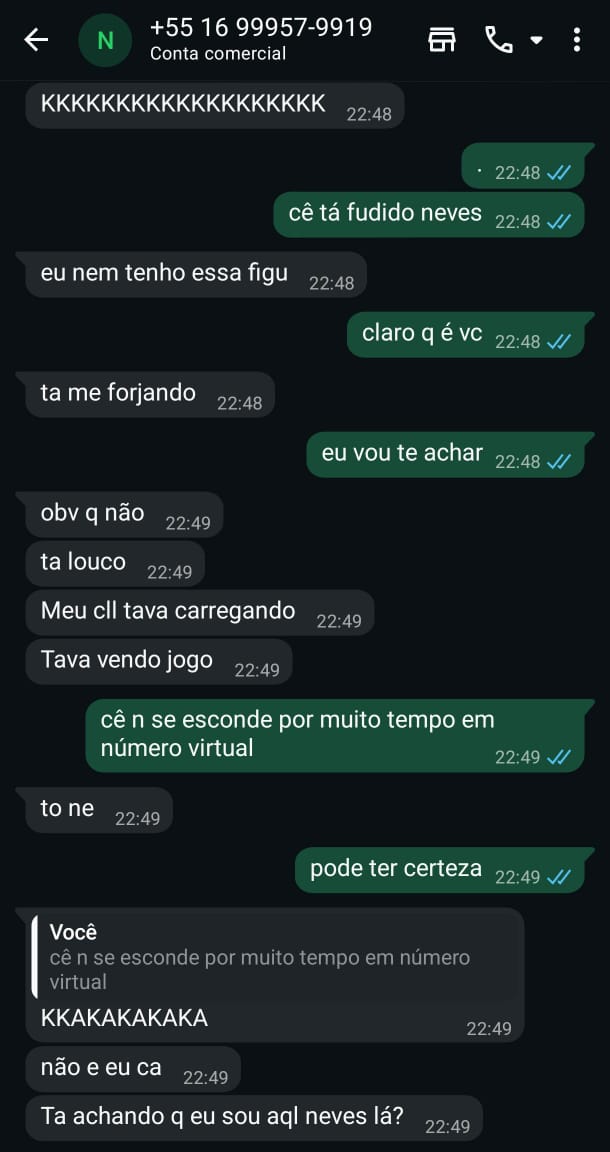 N
+55 16 99957-9919
Conta comercial
KKKKKKKKKKKKKKKKKKK 22:48
. 22:48
cê tá fudido neves 22:48
eu nem tenho essa figu 22:48
claro q é vc 22:48
ta me forjando 22:48
eu vou te achar 22:48
obv q não 22:49
ta louco 22:49
Meu cll tava carregando 22:49
Tava vendo jogo 22:49
cê n se esconde por muito tempo em
número virtual 22:49
to ne 22:49
pode ter certeza 22:49
Você
cê n se esconde por muito tempo em número
virtual
KKAKAKAKAKA 22:49
não e eu ca 22:49
Ta achando q eu sou aql neves lá? 22:49